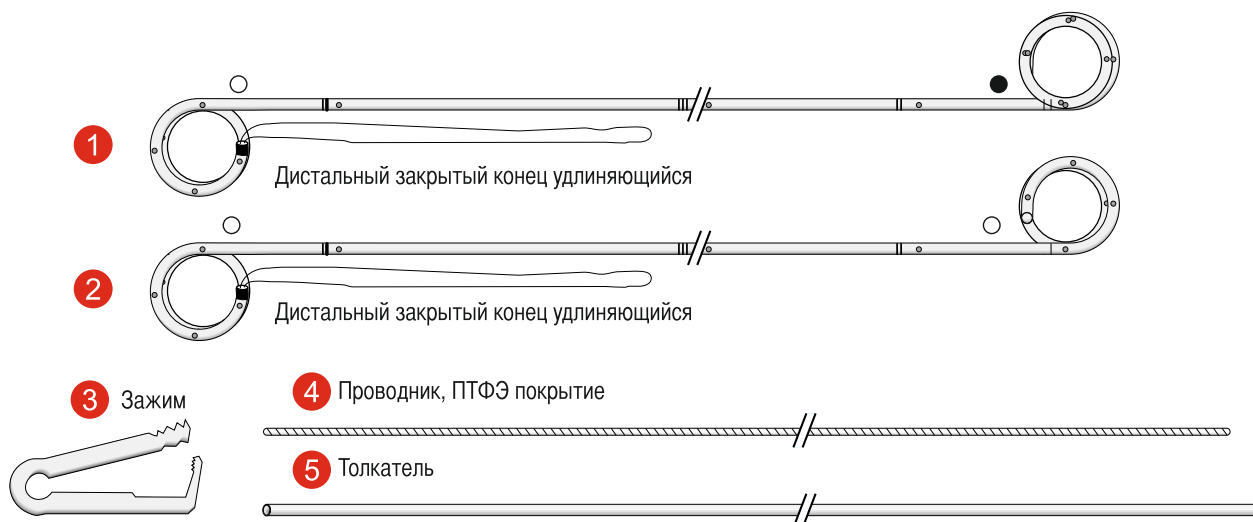 1
Дистальный закрытый конец удлиняющийся
2
Дистальный закрытый конец удлиняющийся
3 Зажим
4 Проводник, ПТФЭ покрытие
5 Толкатель